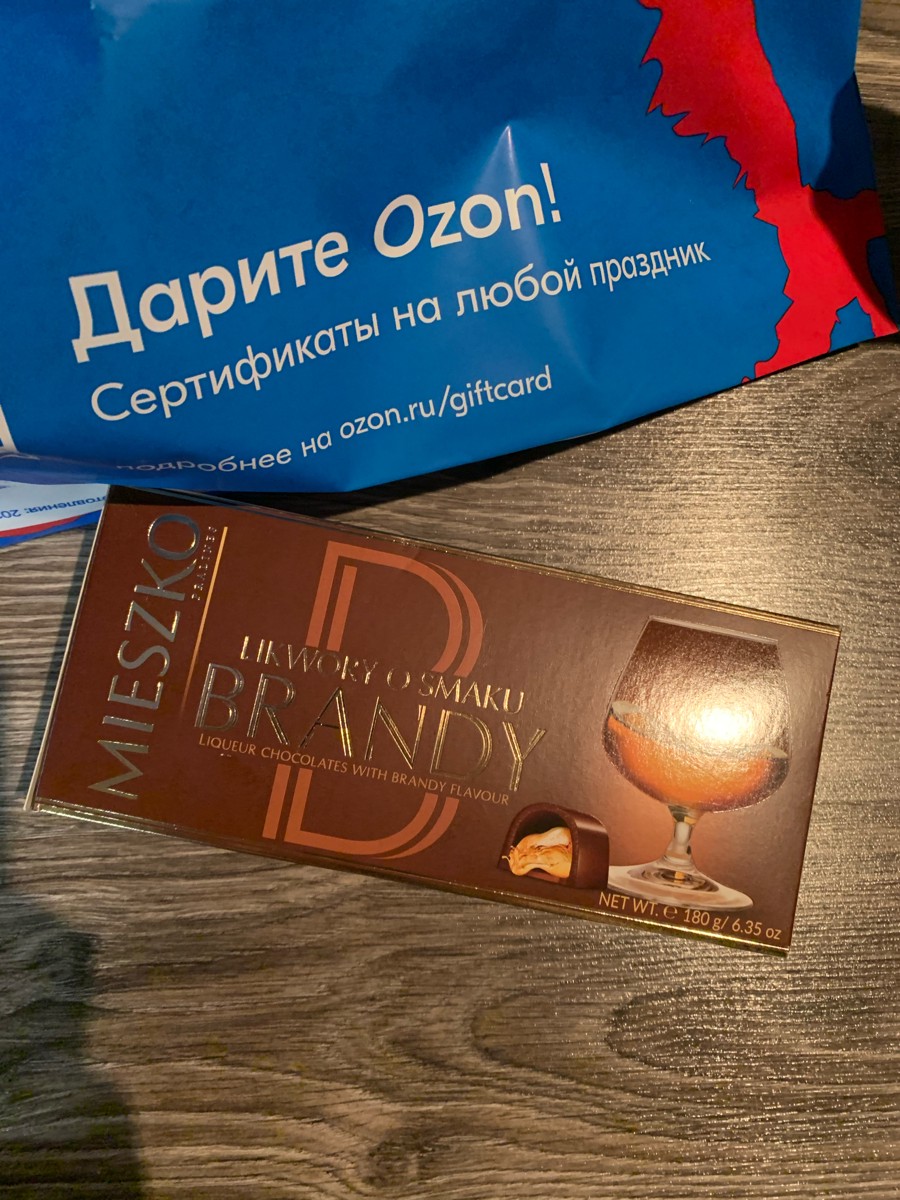 Дарите Ozon!
Сертификаты на любой праздник
подробнее на ozon.ru/giftcard
MIESZKO
PRALINES
LIKWORY O SMAKU
BRANDY
LIQUEUR CHOCOLATES WITH BRANDY FLAVOUR
NET WT. ℮ 180 g/ 6.35 oz